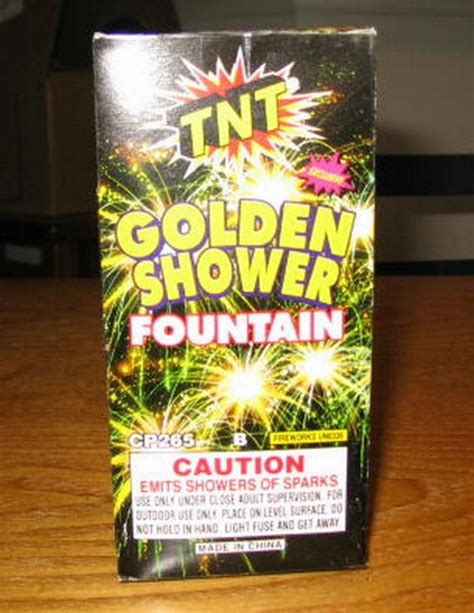 TNT
EXCLUSIVE
GOLDEN
SHOWER
FOUNTAIN
CP265 B FIREWORKS UN0336
CAUTION
EMITS SHOWERS OF SPARKS
USE ONLY UNDER CLOSE ADULT SUPERVISION. FOR
OUTDOOR USE ONLY. PLACE ON LEVEL SURFACE. DO
NOT HOLD IN HAND. LIGHT FUSE AND GET AWAY.
MADE IN CHINA